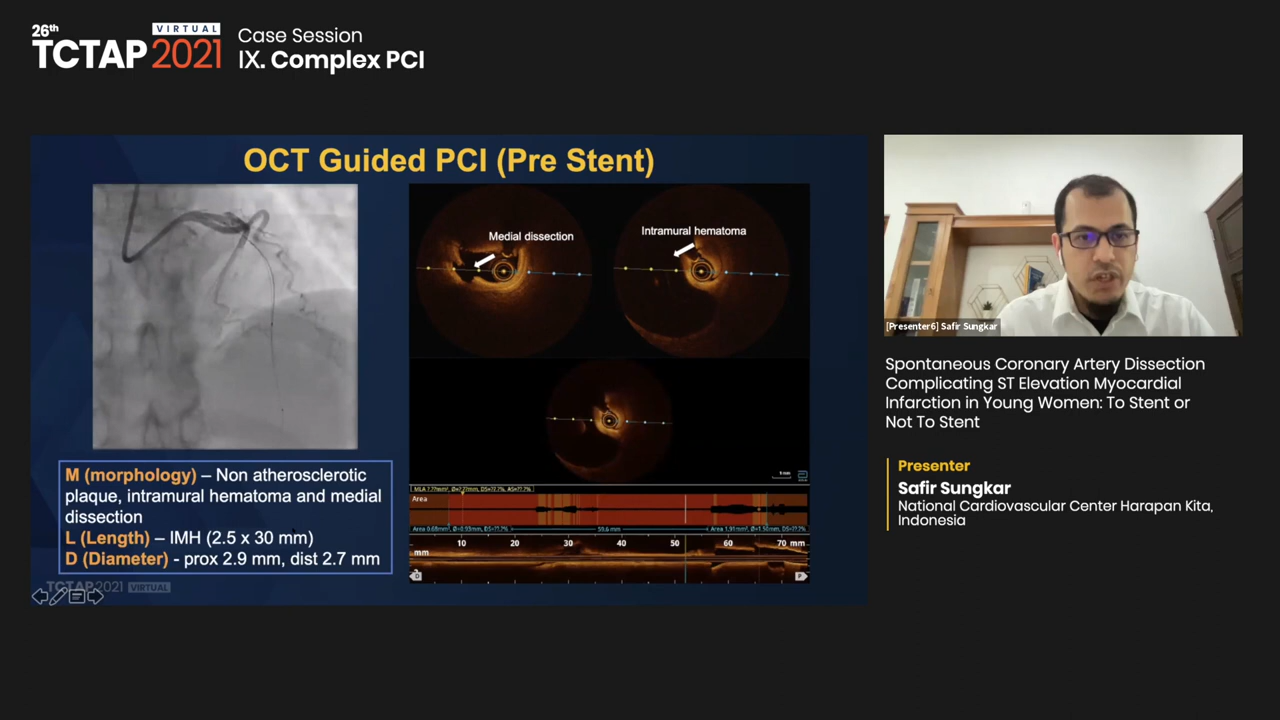 26th
TCTAP
VIRTUAL
2021
Case Session
IX. Complex PCI
OCT Guided PCI (Pre Stent)
Medial dissection
Intramural hematoma
M (morphology) – Non atherosclerotic
plaque, intramural hematoma and medial
dissection
L (Length) – IMH (2.5 x 30 mm)
D (Diameter) - prox 2.9 mm, dist 2.7 mm
Area
mm
10
20
30
40
50
60
70 mm
D
P
TCTAP2021 VIRTUAL
[Presenter6] Safir Sungkar
Spontaneous Coronary Artery Dissection
Complicating ST Elevation Myocardial
Infarction in Young Women: To Stent or
Not To Stent
Presenter
Safir Sungkar
National Cardiovascular Center Harapan Kita,
Indonesia